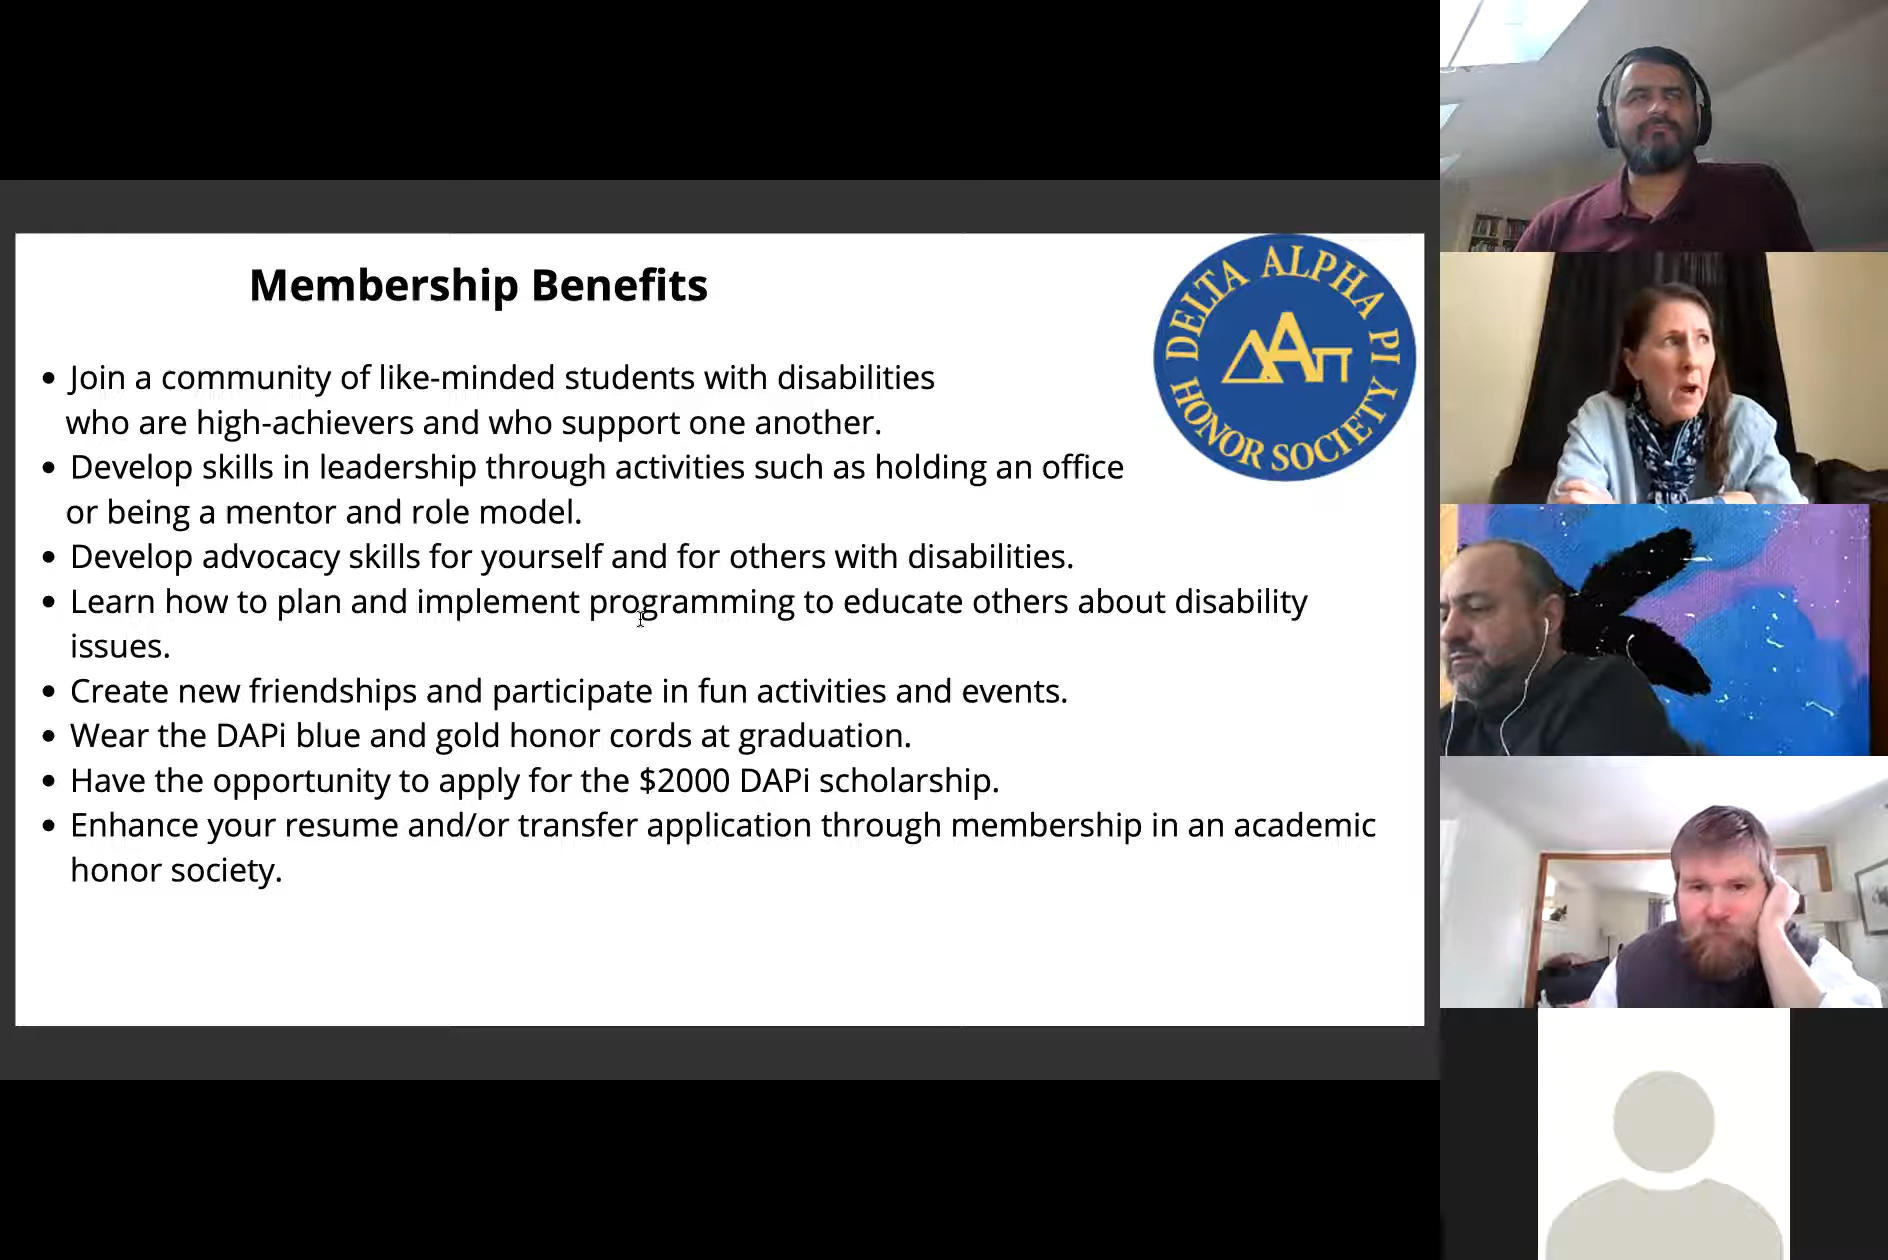 Membership Benefits
DELTA ALPHA PI
ΔΑπ
HONOR SOCIETY
• Join a community of like-minded students with disabilities
who are high-achievers and who support one another.
• Develop skills in leadership through activities such as holding an office
or being a mentor and role model.
• Develop advocacy skills for yourself and for others with disabilities.
• Learn how to plan and implement programming to educate others about disability
issues.
• Create new friendships and participate in fun activities and events.
• Wear the DAPi blue and gold honor cords at graduation.
• Have the opportunity to apply for the $2000 DAPi scholarship.
• Enhance your resume and/or transfer application through membership in an academic
honor society.